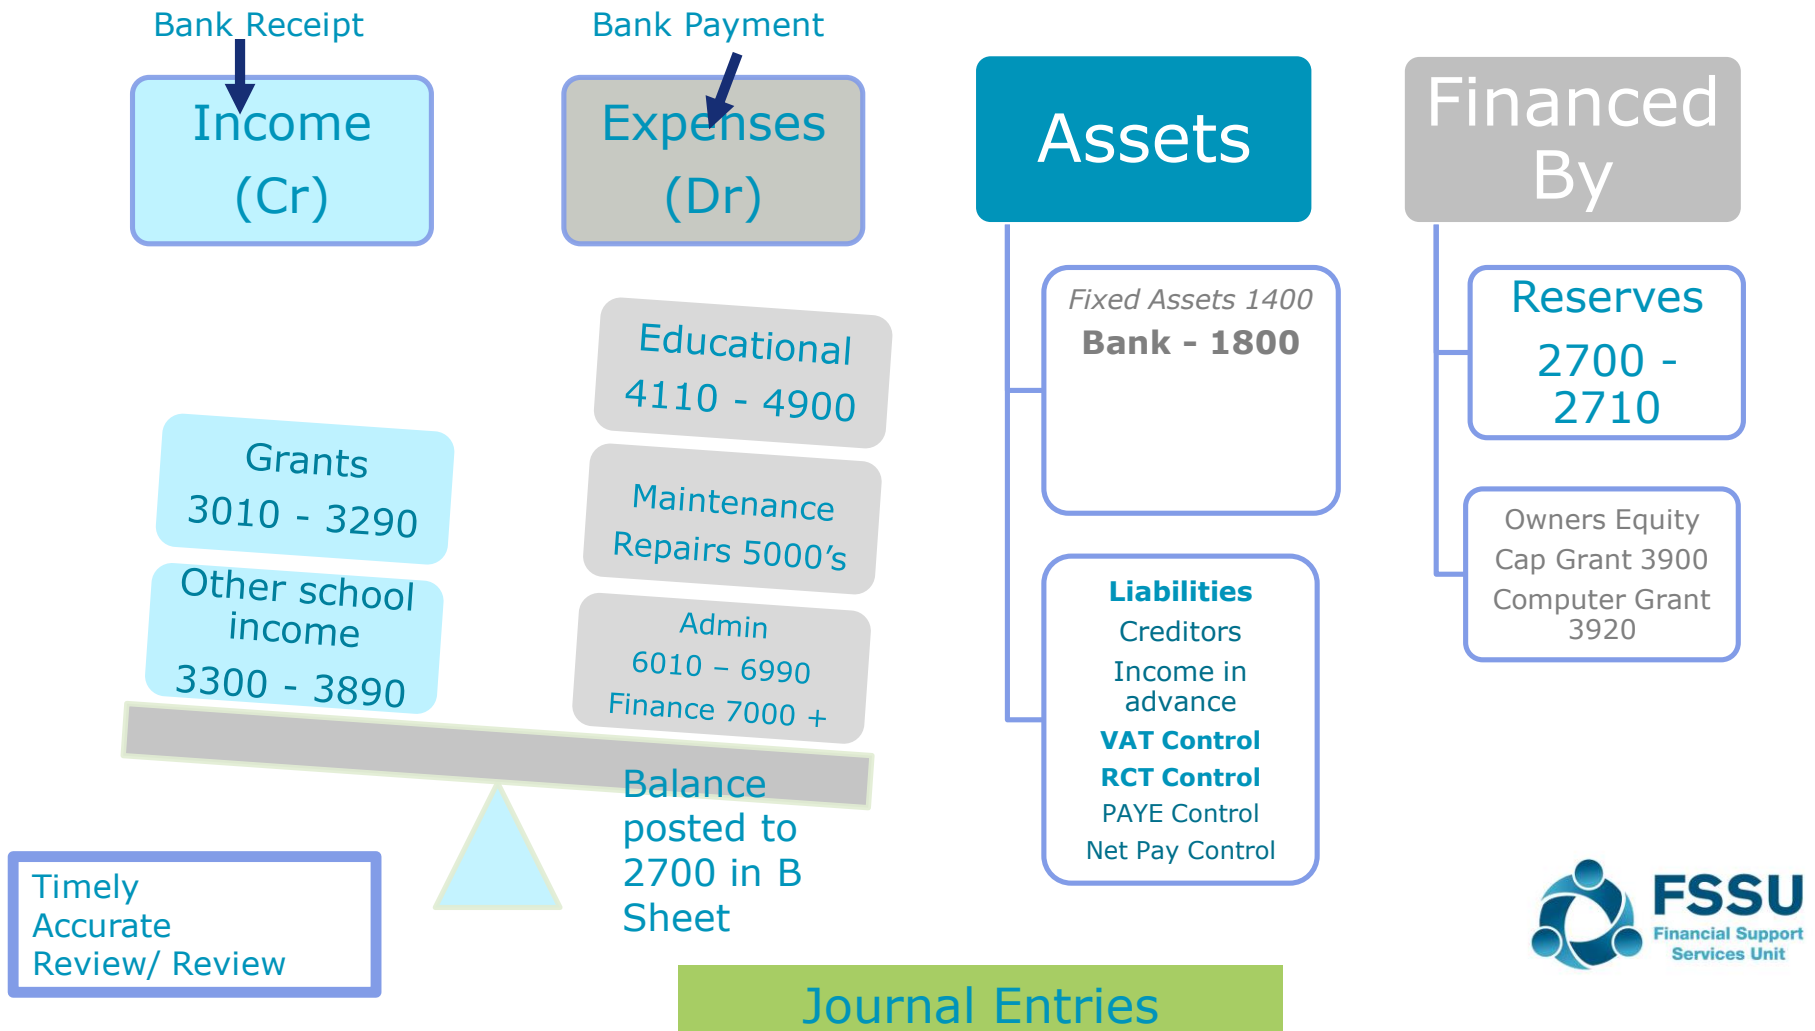 Bank Receipt
Income
(Cr)
Bank Payment
Expenses
(Dr)
Grants
3010 - 3290
Other school
income
3300 - 3890
Educational
4110 - 4900
Maintenance
Repairs 5000’s
Admin
6010 – 6990
Finance 7000 +
Balance
posted to
2700 in B
Sheet
Timely
Accurate
Review/ Review
Assets
Fixed Assets 1400
Bank - 1800
Liabilities
Creditors
Income in
advance
VAT Control
RCT Control
PAYE Control
Net Pay Control
Financed
By
Reserves
2700 -
2710
Owners Equity
Cap Grant 3900
Computer Grant
3920
Journal Entries
FSSU
Financial Support
Services Unit